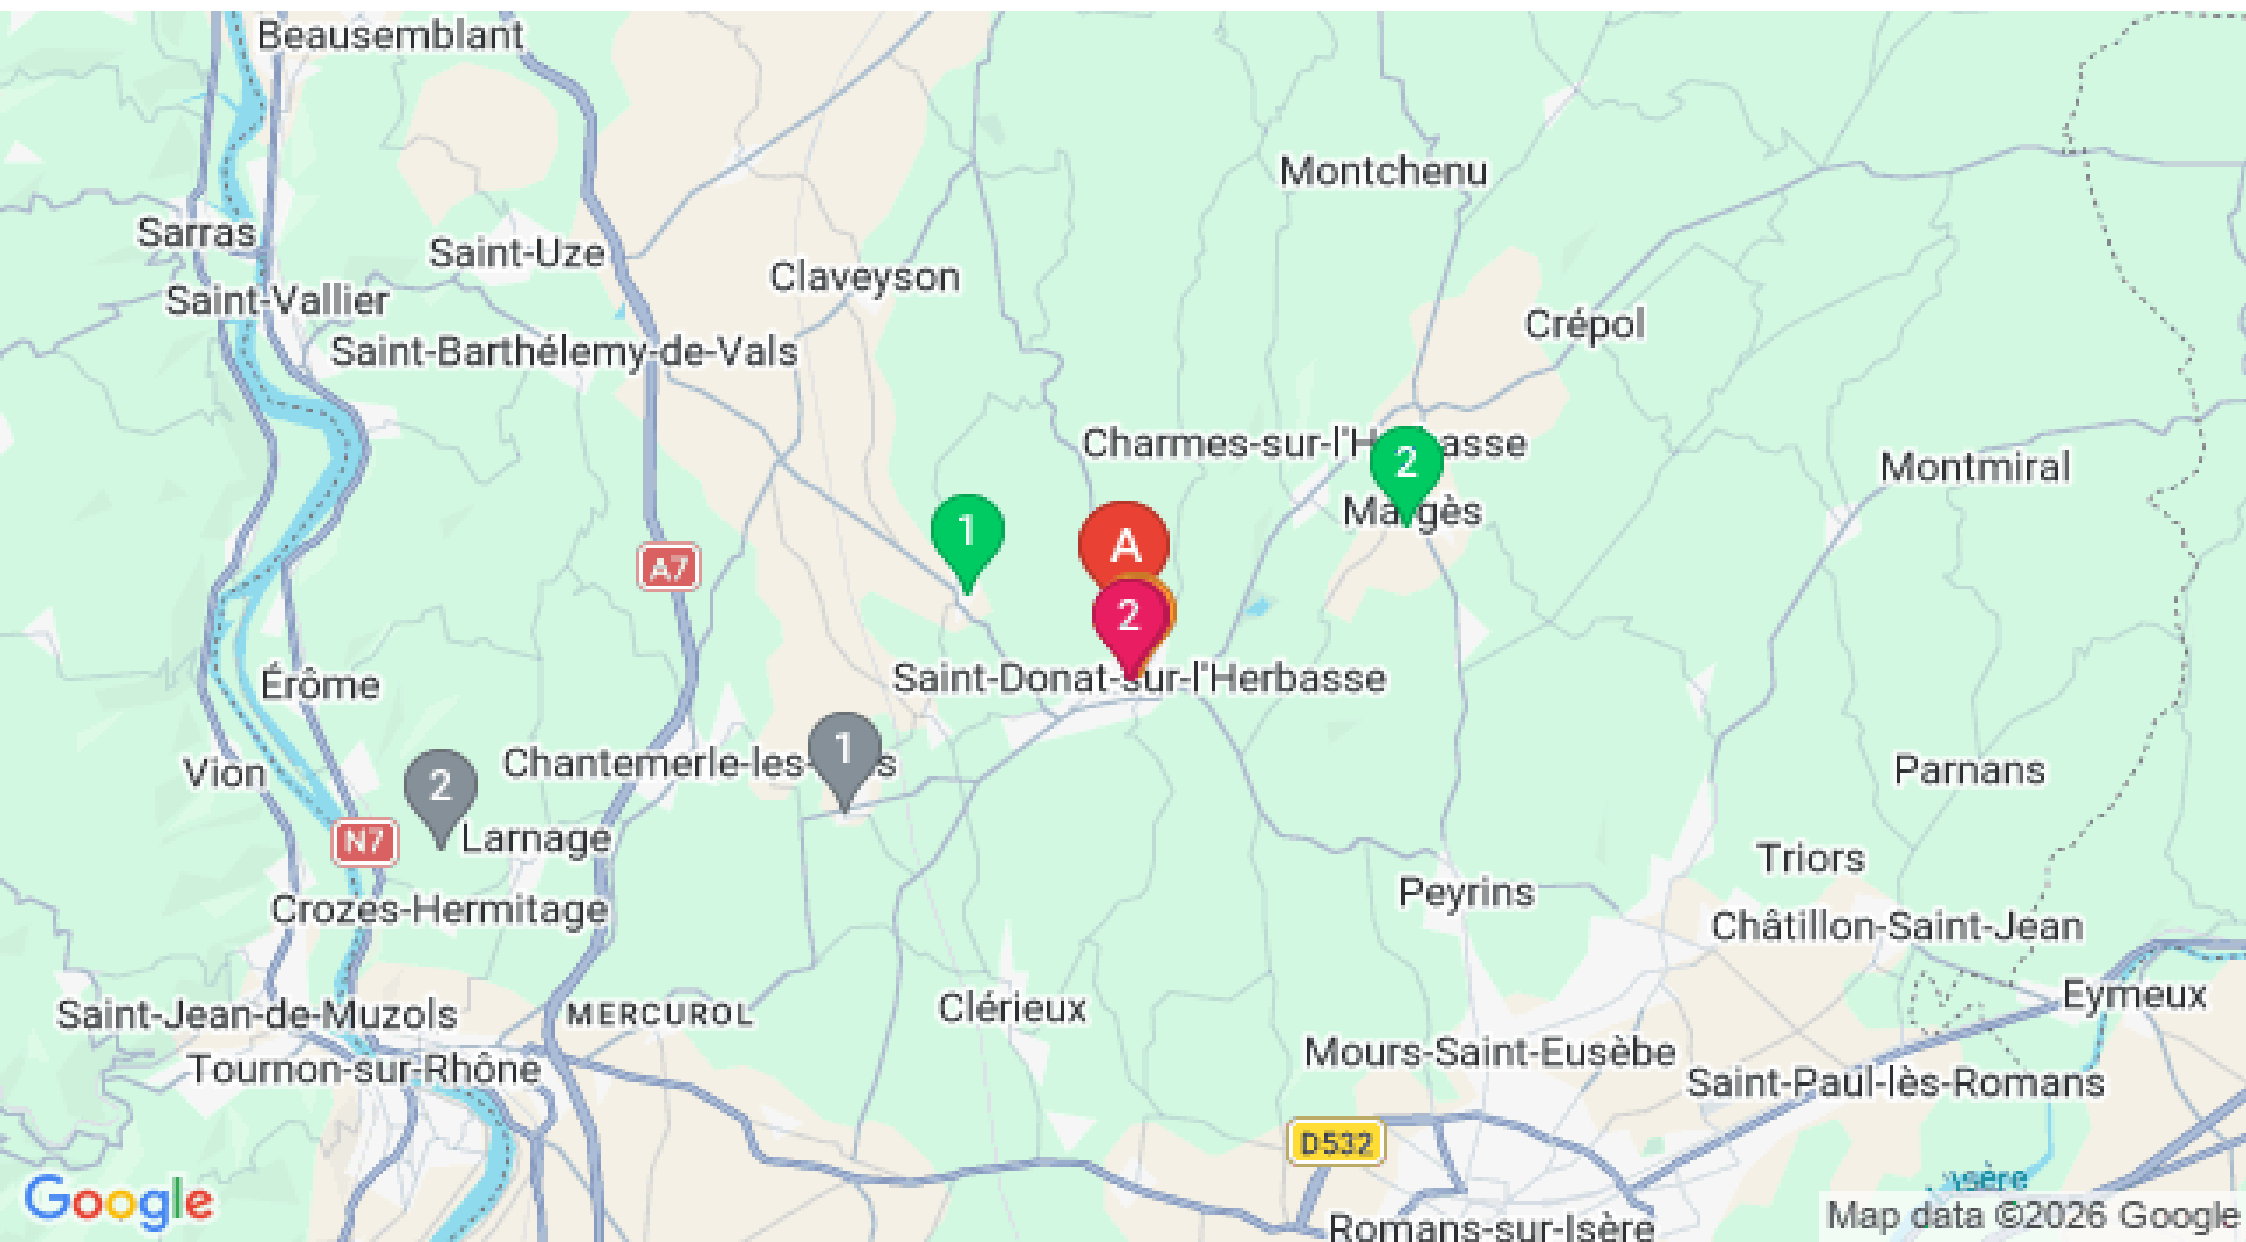 Beausemblant
Montchenu
Sarras
Saint-Uze
Claveyson
Saint-Vallier
Crépol
Saint-Barthélemy-de-Vals
Charmes-sur-l'H asse
2
Montmiral
1
Margès
A
A7
2
Saint-Donat-sur-l'Herbasse
Érôme
1
Chantemerle-les- s
Vion
2
Parnans
N7
Larnage
Triors
Peyrins
Crozes-Hermitage
Châtillon-Saint-Jean
Eymeux
Saint-Jean-de-Muzols
MERCUROL
Clérieux
Mours-Saint-Eusèbe
Tournon-sur-Rhône
Saint-Paul-lès-Romans
D532
Google
Romans-sur-Isère
Map data ©2026 Google